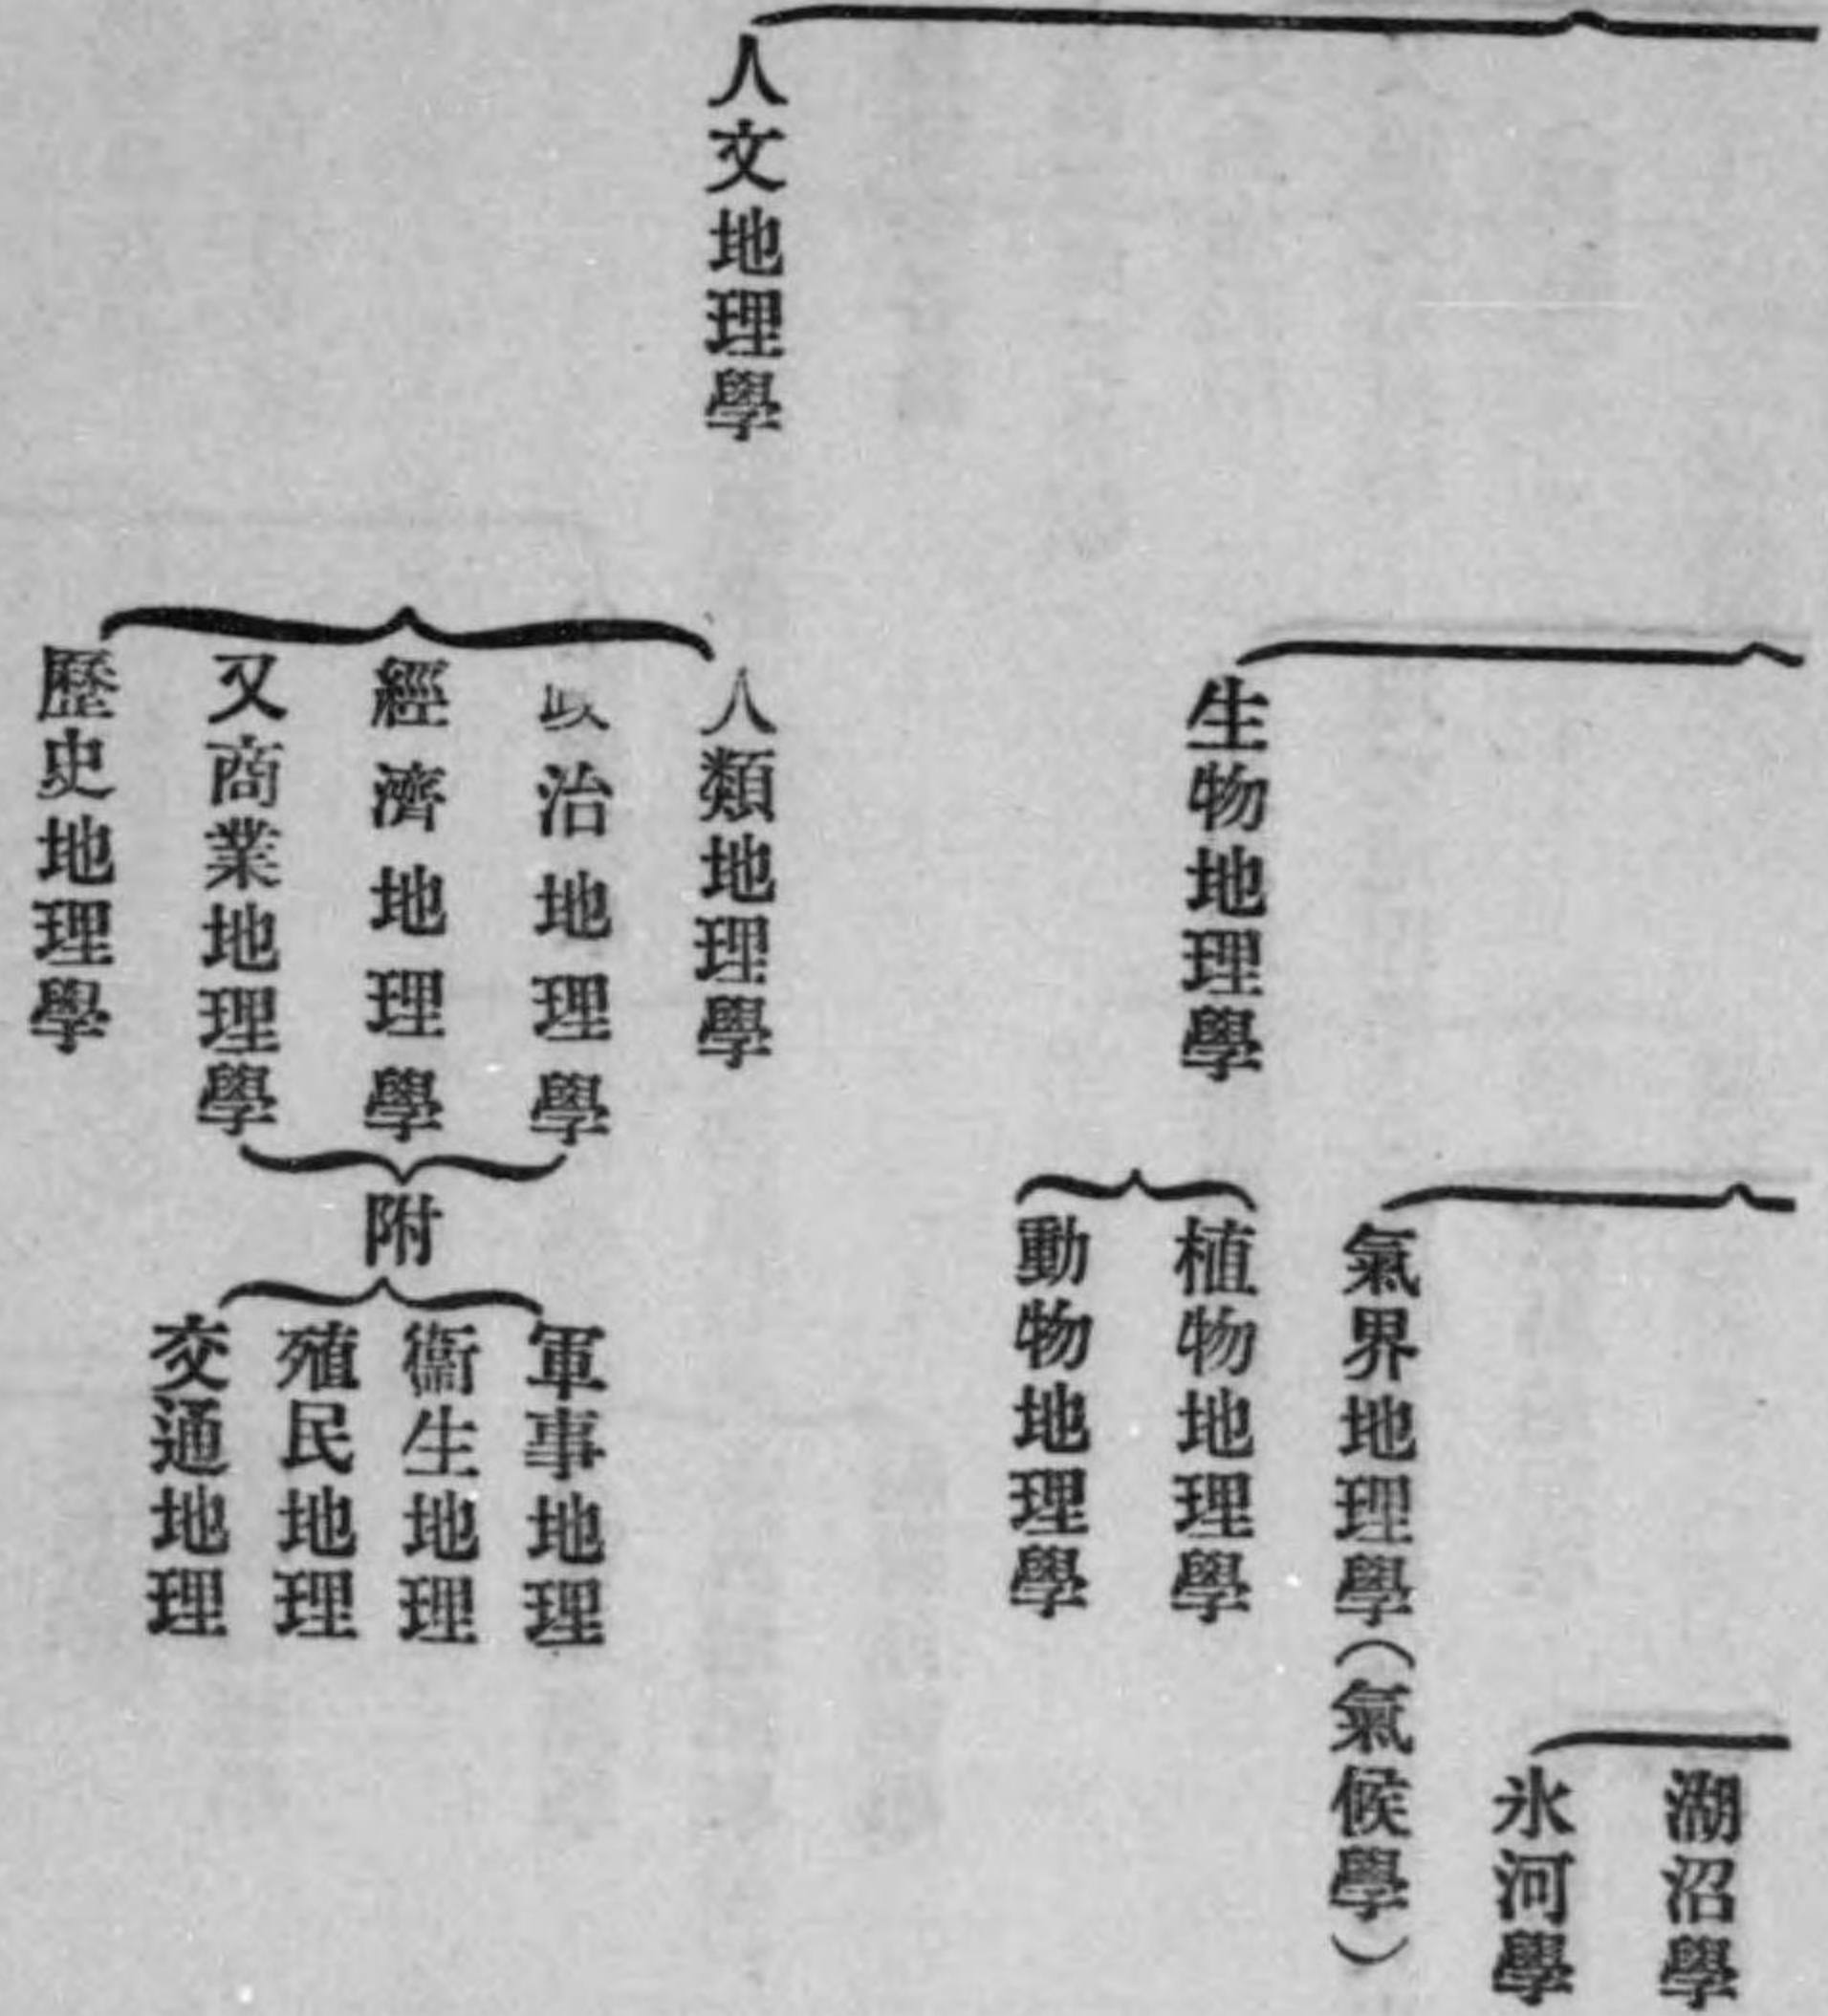 湖沼學
氷河學
氣界地理學(氣候學)
生物地理學
植物地理學
動物地理學
人文地理學
人類地理學
政治地理學
經濟地理學
又商業地理學
歷史地理學
附
軍事地理
衞生地理
殖民地理
交通地理